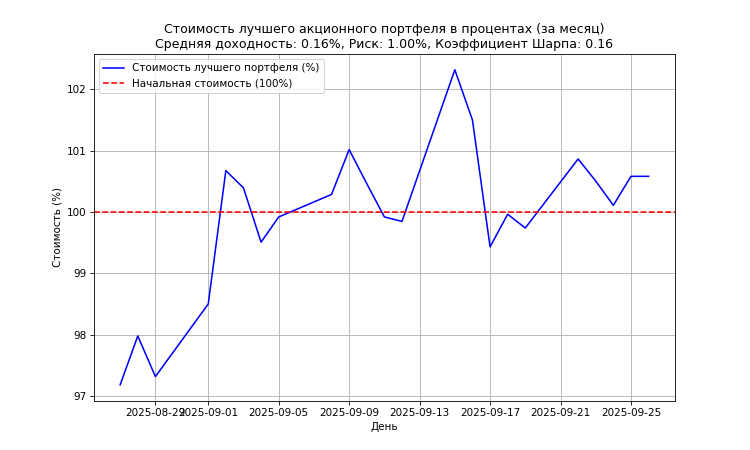 Стоимость лучшего акционного портфеля в процентах (за месяц)
Средняя доходность: 0.16%, Риск: 1.00%, Коэффициент Шарпа: 0.16
Стоимость лучшего портфеля (%)
Начальная стоимость (100%)
Стоимость (%)
102
101
100
99
98
97
2025-08-29
2025-09-01
2025-09-05
2025-09-09
2025-09-13
2025-09-17
2025-09-21
2025-09-25
День